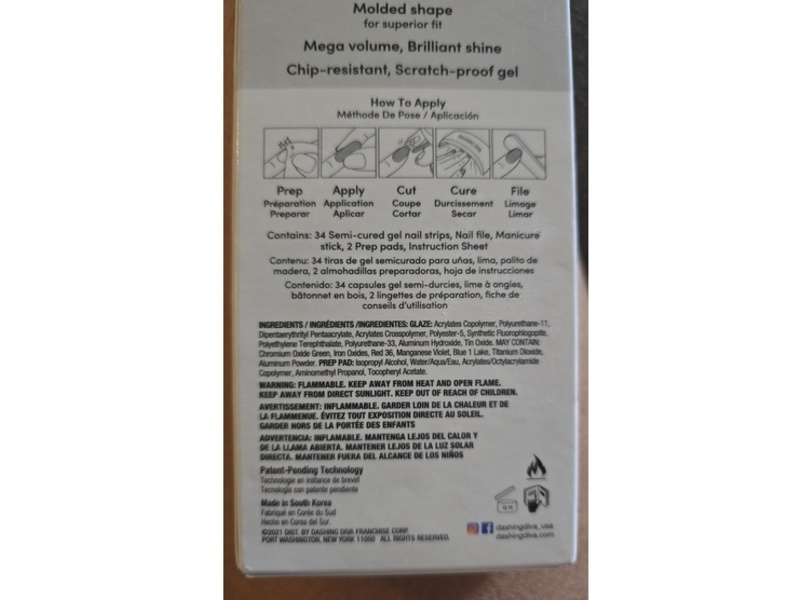 Molded shape
for superior fit
Mega volume, Brilliant shine
Chip-resistant, Scratch-proof gel
How To Apply
Méthode De Pose / Aplicación
Prep Apply Cut Cure File
Préparation Application Coupe Durcissement Limage
Preparar Aplicar Cortar Secar Limar
Contains: 34 Semi-cured gel nail strips, Nail file, Manicure
stick, 2 Prep pads, Instruction Sheet
Contenu: 34 tiras de gel semicurado para uñas, lima, palito de
madera, 2 almohadillas preparadoras, hoja de instrucciones
Contenido: 34 capsules gel semi-durcies, lime à ongles,
bâtonnet en bois, 2 lingettes de préparation, fiche de
conseils d'utilisation
INGREDIENTS / INGRÉDIENTS /INGREDIENTES: GLAZE: Acrylates Copolymer, Polyurethane-11,
Dipentaerythrityl Pentaacrylate, Acrylates Crosspolymer, Polyester-5, Synthetic Fluorphlogopite,
Polyethylene Terephthalate, Polyurethane-33, Aluminum Hydroxide, Tin Oxide. MAY CONTAIN:
Chromium Oxide Green, Iron Oxides, Red 36, Manganese Violet, Blue 1 Lake, Titanium Dioxide,
Aluminum Powder. PREP PAD: Isopropyl Alcohol, Water/Aqua/Eau, Acrylates/Octylacrylamide
Copolymer, Aminomethyl Propanol, Tocopheryl Acetate.
WARNING: FLAMMABLE. KEEP AWAY FROM HEAT AND OPEN FLAME.
KEEP AWAY FROM DIRECT SUNLIGHT. KEEP OUT OF REACH OF CHILDREN.
AVERTISSEMENT: INFLAMMABLE. GARDER LOIN DE LA CHALEUR ET DE
LA FLAMMENUE. ÉVITEZ TOUT EXPOSITION DIRECTE AU SOLEIL.
GARDER HORS DE LA PORTÉE DES ENFANTS
ADVERTENCIA: INFLAMABLE. MANTENGA LEJOS DEL CALOR Y
DE LA LLAMA ABIERTA. MANTENER LEJOS DE LA LUZ SOLAR
DIRECTA. MANTENER FUERA DEL ALCANCE DE LOS NIÑOS
Patent-Pending Technology
Technologie en instance de brevet
Tecnología con patente pendiente
Made in South Korea
Fabriqué en Corée du Sud
Hecho en Corea del Sur.
©2021 DIST. BY DASHING DIVA FRANCHISE CORP.
PORT WASHINGTON, NEW YORK 11050 ALL RIGHTS RESERVED.
dashingdiva_usa
dashingdiva.com